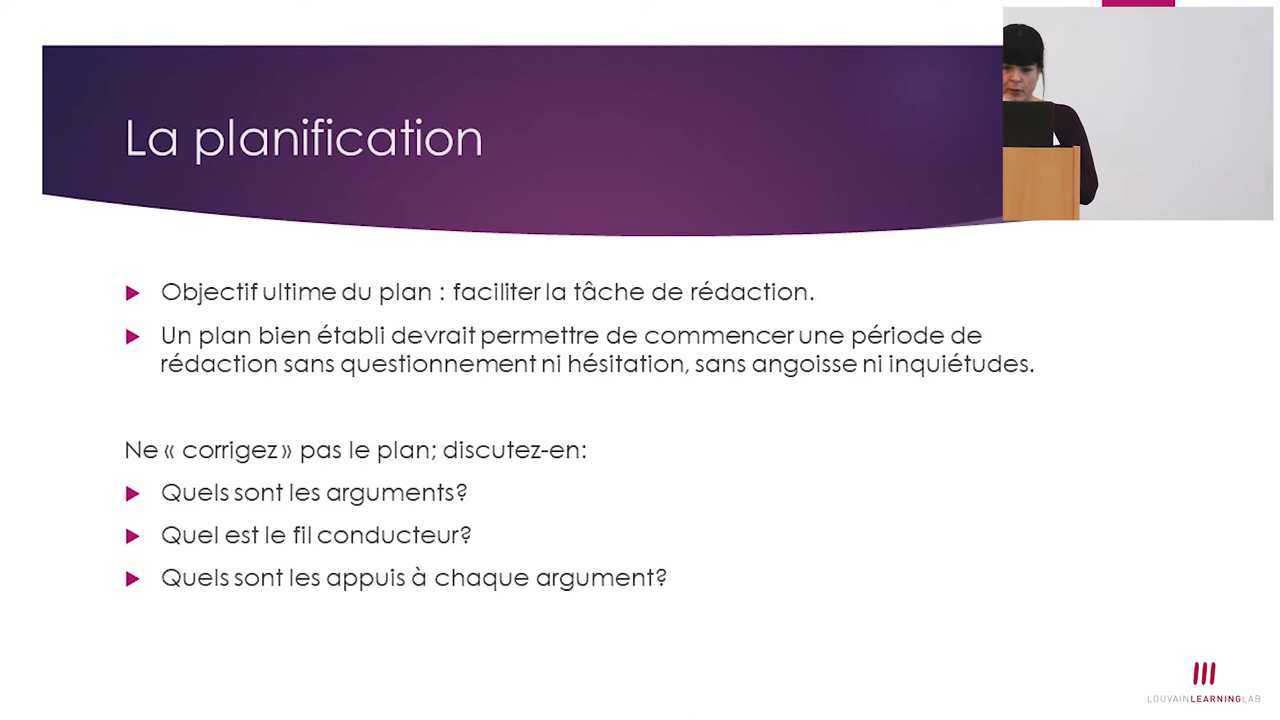 La planification
Objectif ultime du plan : faciliter la tâche de rédaction.
Un plan bien établi devrait permettre de commencer une période de
rédaction sans questionnement ni hésitation, sans angoisse ni inquiétudes.
Ne « corrigez » pas le plan; discutez-en:
Quels sont les arguments?
Quel est le fil conducteur?
Quels sont les appuis à chaque argument?
LOUVAINLEARNINGLAB